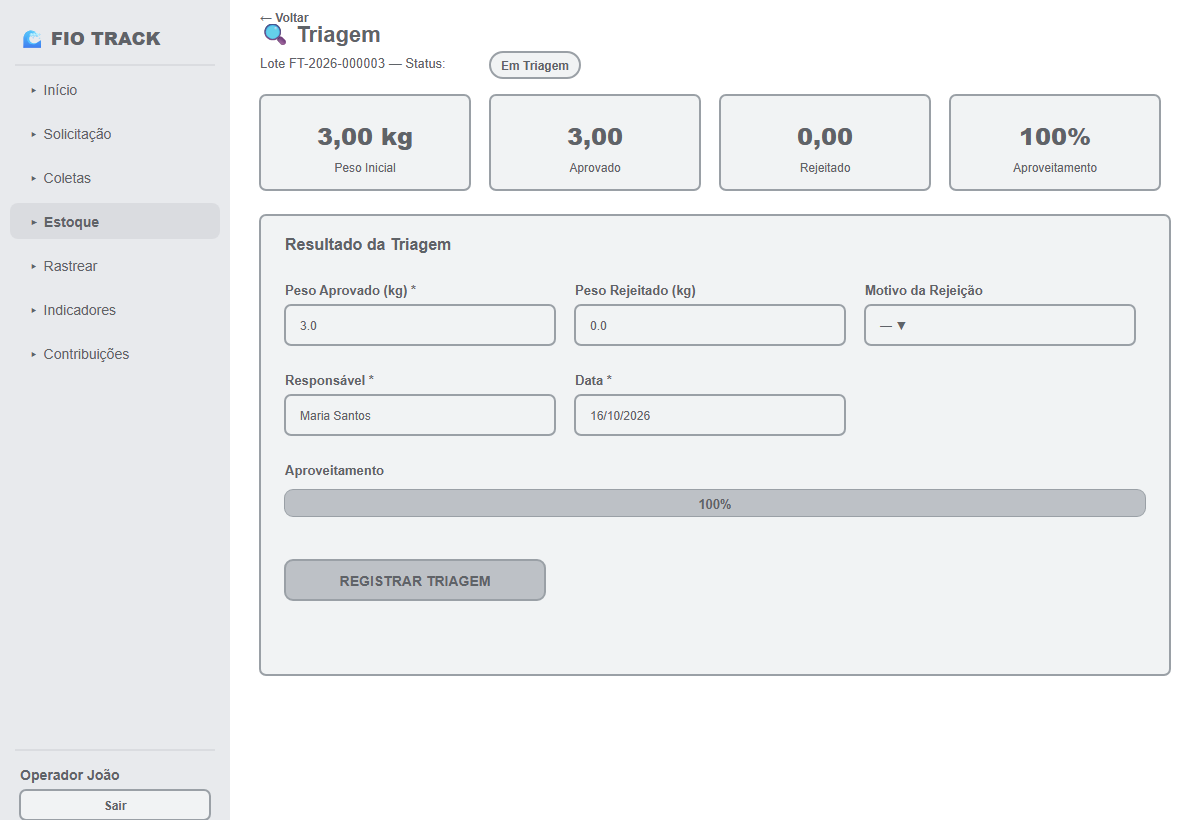 FIO TRACK
‣ Início
‣ Solicitação
‣ Coletas
‣ Estoque
‣ Rastrear
‣ Indicadores
‣ Contribuições
Operador João
Sair
← Voltar
🔍 Triagem
Lote FT-2026-000003 — Status:
Em Triagem
3,00 kg
Peso Inicial
3,00
Aprovado
0,00
Rejeitado
100%
Aproveitamento
Resultado da Triagem
Peso Aprovado (kg) *
3.0
Peso Rejeitado (kg)
0.0
Motivo da Rejeição
— ▼
Responsável *
Maria Santos
Data *
16/10/2026
Aproveitamento
100%
REGISTRAR TRIAGEM